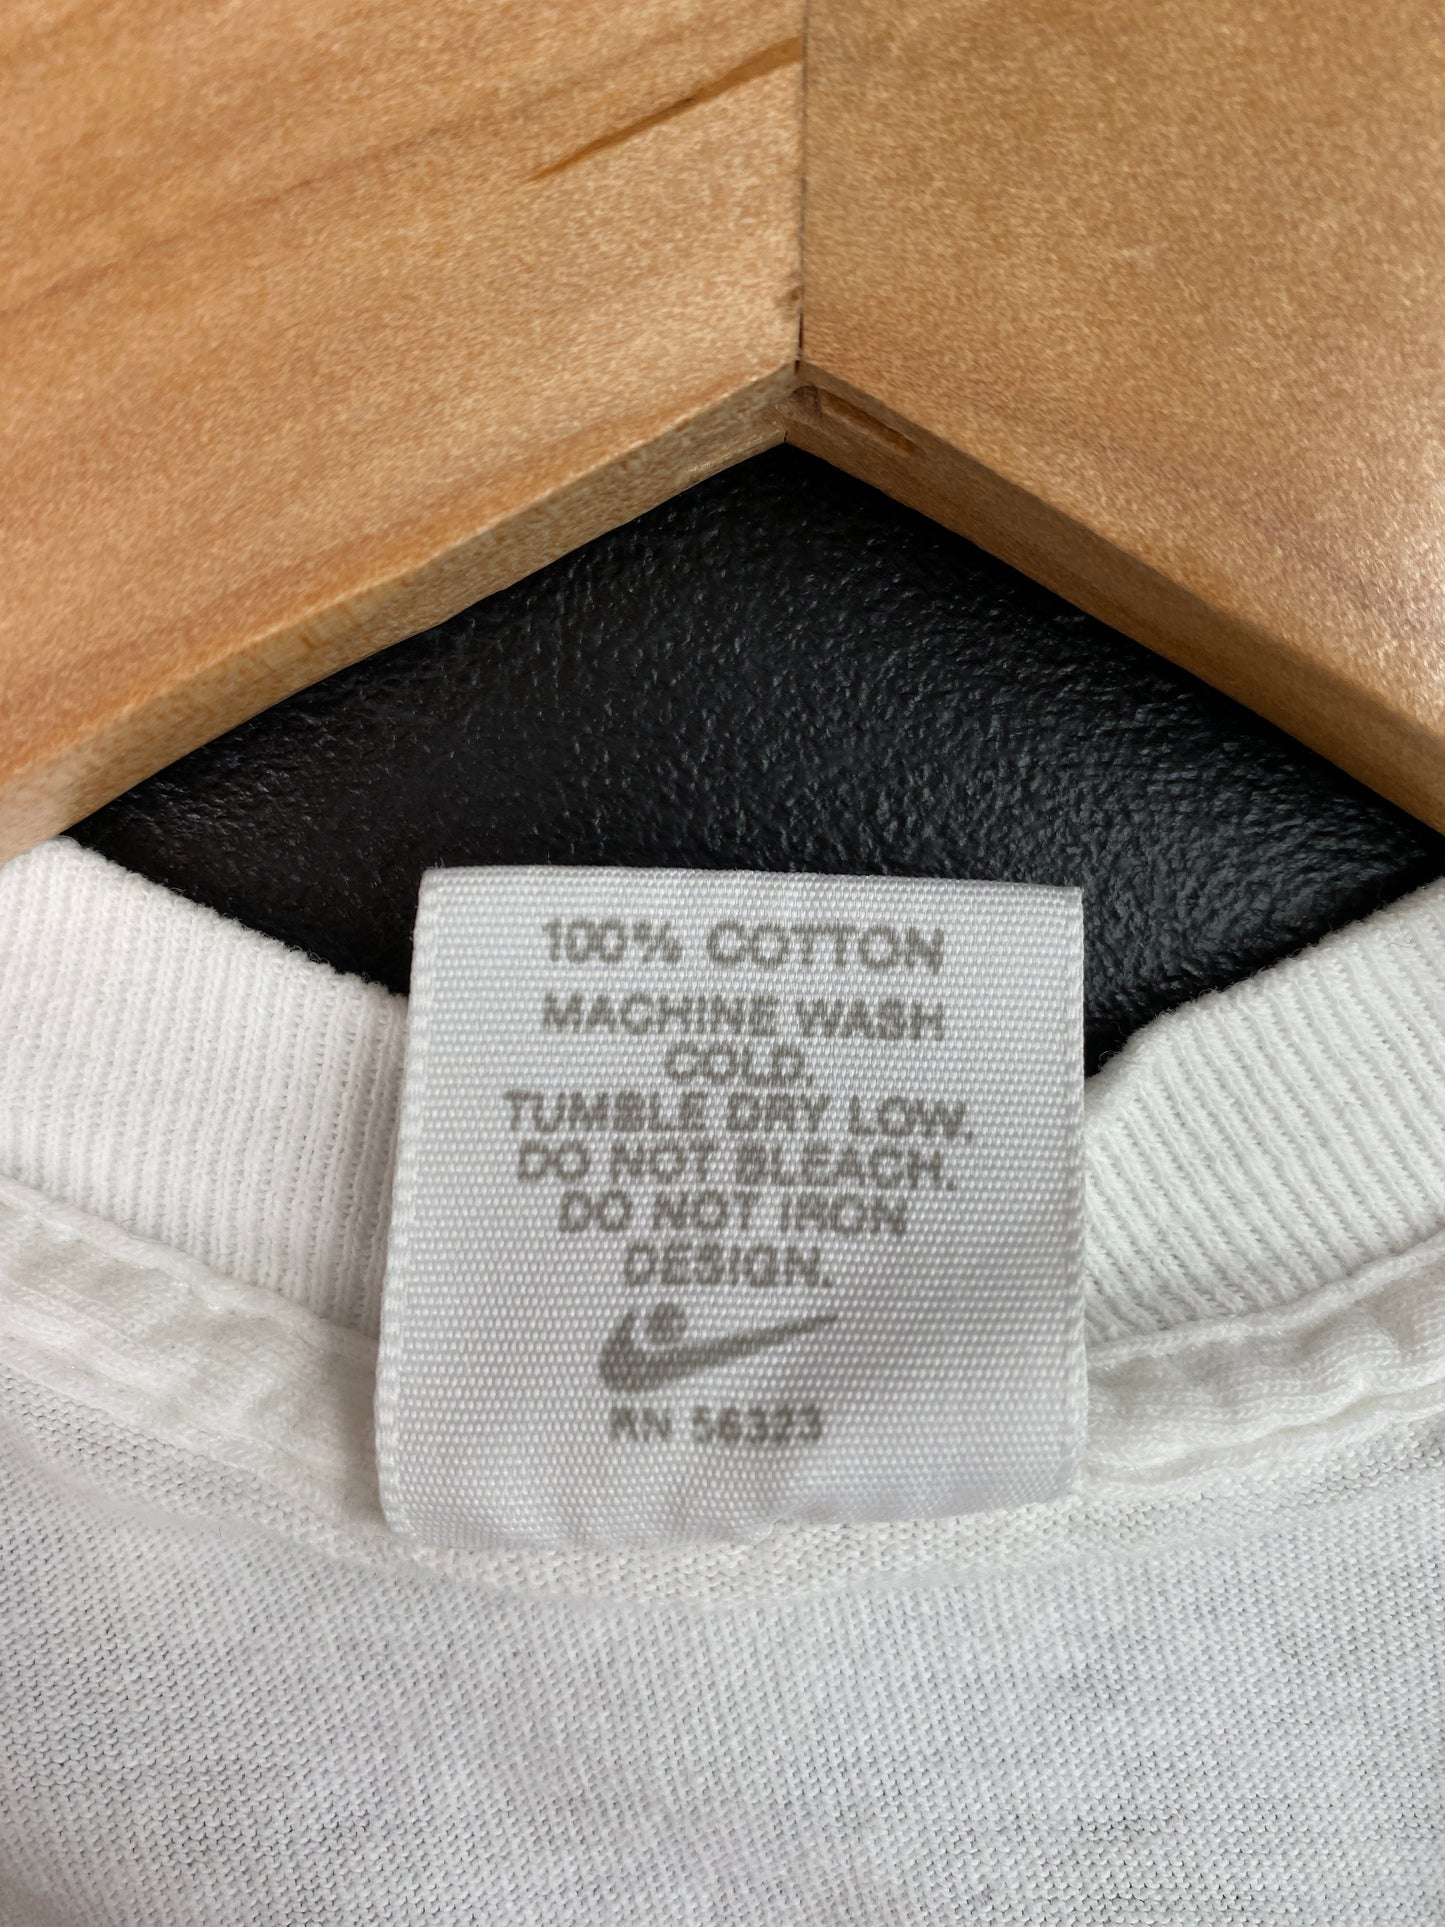 100% COTTON
MACHINE WASH
COLD.
TUMBLE DRY LOW.
DO NOT BLEACH.
DO NOT IRON
DESIGN.
®
RN 56323